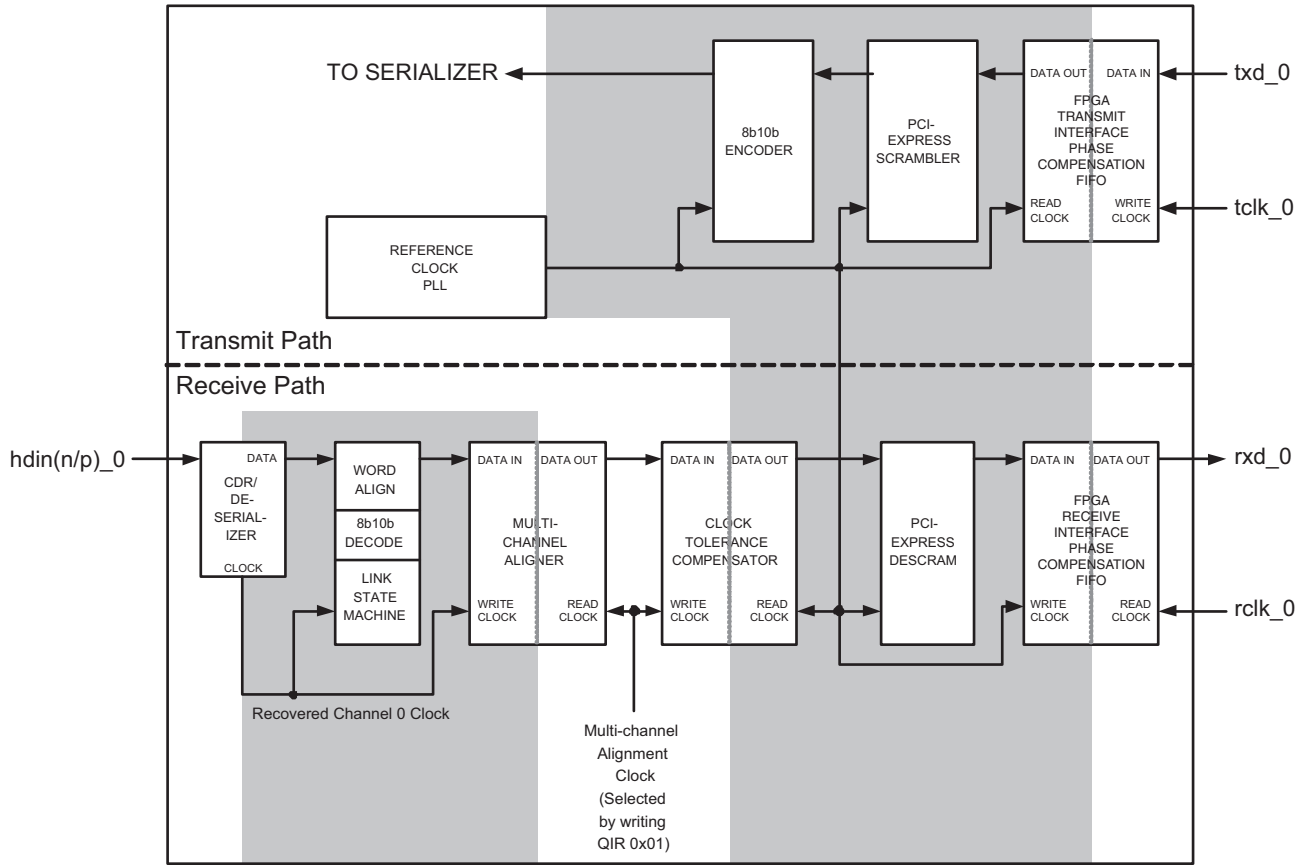 TO SERIALIZER
8b10b
ENCODER
PCI-
EXPRESS
SCRAMBLER
DATA OUT
DATA IN
FPGA
TRANSMIT
INTERFACE
PHASE
COMPENSATION
FIFO
READ
CLOCK
WRITE
CLOCK
txd_0
tclk_0
REFERENCE
CLOCK
PLL
Transmit Path
Receive Path
hdin(n/p)_0
DATA
CDR/
DE-
SERIAL-
IZER
CLOCK
WORD
ALIGN
8b10b
DECODE
LINK
STATE
MACHINE
DATA IN
DATA OUT
MULTI-
CHANNEL
ALIGNER
WRITE
CLOCK
READ
CLOCK
DATA IN
DATA OUT
CLOCK
TOLERANCE
COMPENSATOR
WRITE
CLOCK
READ
CLOCK
PCI-
EXPRESS
DESCRAM
DATA IN
DATA OUT
FPGA
RECEIVE
INTERFACE
PHASE
COMPENSATION
FIFO
WRITE
CLOCK
READ
CLOCK
rxd_0
rclk_0
Recovered Channel 0 Clock
Multi-channel
Alignment
Clock
(Selected
by writing
QIR 0x01)